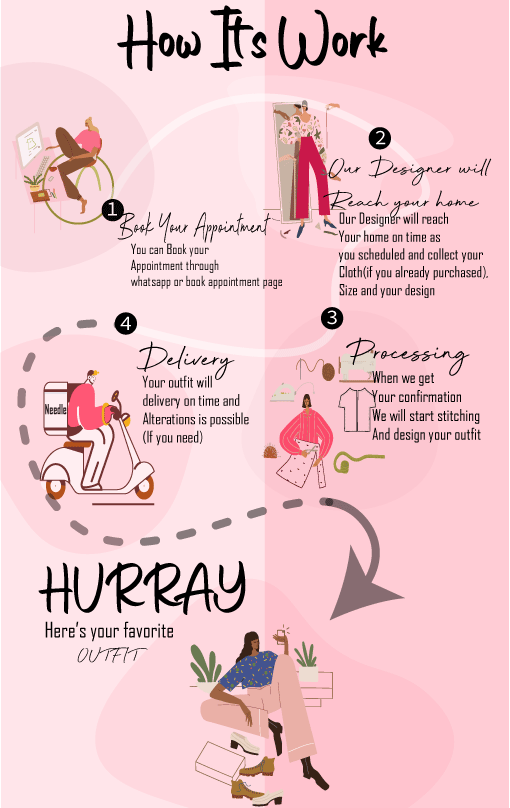 How It's Work
1
Book Your Appointment
You can Book your
Appointment through
whatsapp or book appointment page
2
Our Designer will
Reach your home
Our Designer will reach
Your home on time as
you scheduled and collect your
Cloth(if you already purchased),
Size and your design
3
Processing
When we get
Your confirmation
We will start stitching
And design your outfit
4
Delivery
Your outfit will
delivery on time and
Alterations is possible
(If you need)
Needle
HURRAY
Here's your favorite
OUTFIT